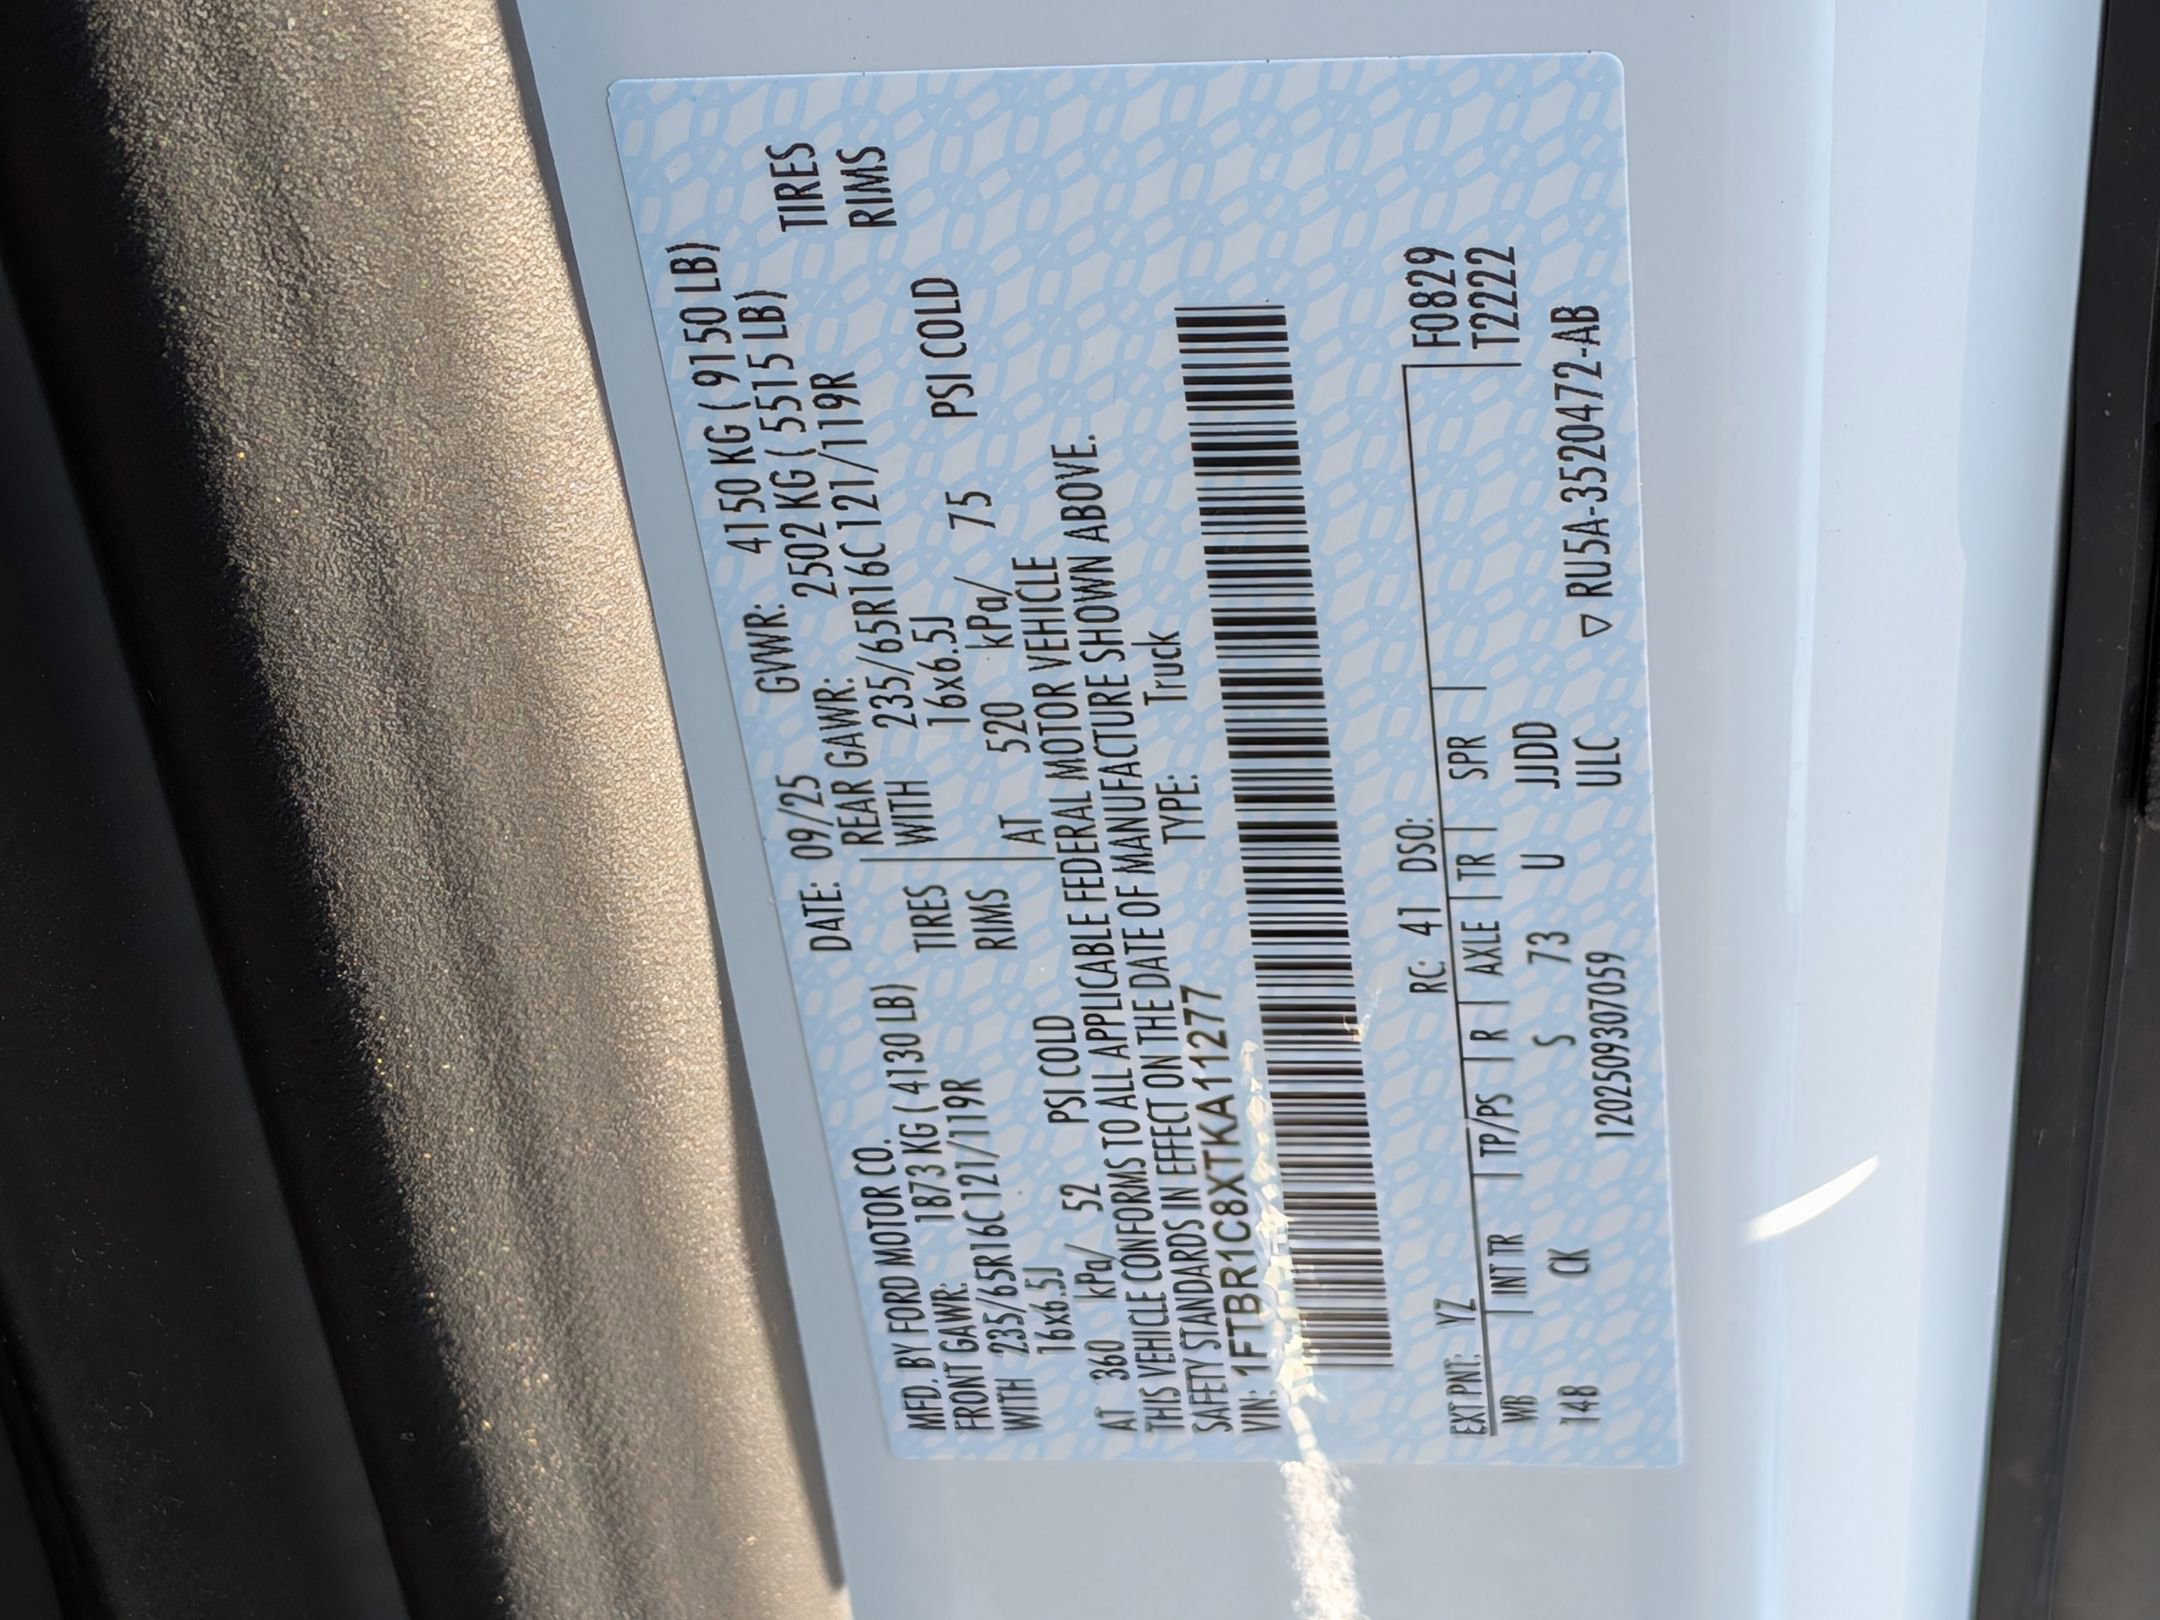 MFD. BY FORD MOTOR CO. DATE: 09/25 GVWR: 4150 KG ( 9150 LB)
FRONT GAWR: 1873 KG ( 4130 LB) REAR GAWR: 2502 KG ( 5515 LB)
WITH 235/65R16C 121/119R TIRES WITH 235/65R16C 121/119R TIRES
16x6.5J RIMS 16x6.5J RIMS
AT 360 kPa/ 52 PSI COLD AT 520 kPa/ 75 PSI COLD
THIS VEHICLE CONFORMS TO ALL APPLICABLE FEDERAL MOTOR VEHICLE
SAFETY STANDARDS IN EFFECT ON THE DATE OF MANUFACTURE SHOWN ABOVE.
VIN: 1FTBR1C8XTKA11277 TYPE: Truck
EXT PNT: YZ RC: 41 DSO: F0829
WB INT TR TP/PS R AXLE TR SPR T2222
148 CK S 73 U JJDD
12025093070​59 ULC ▽ RU5A-3520472-AB